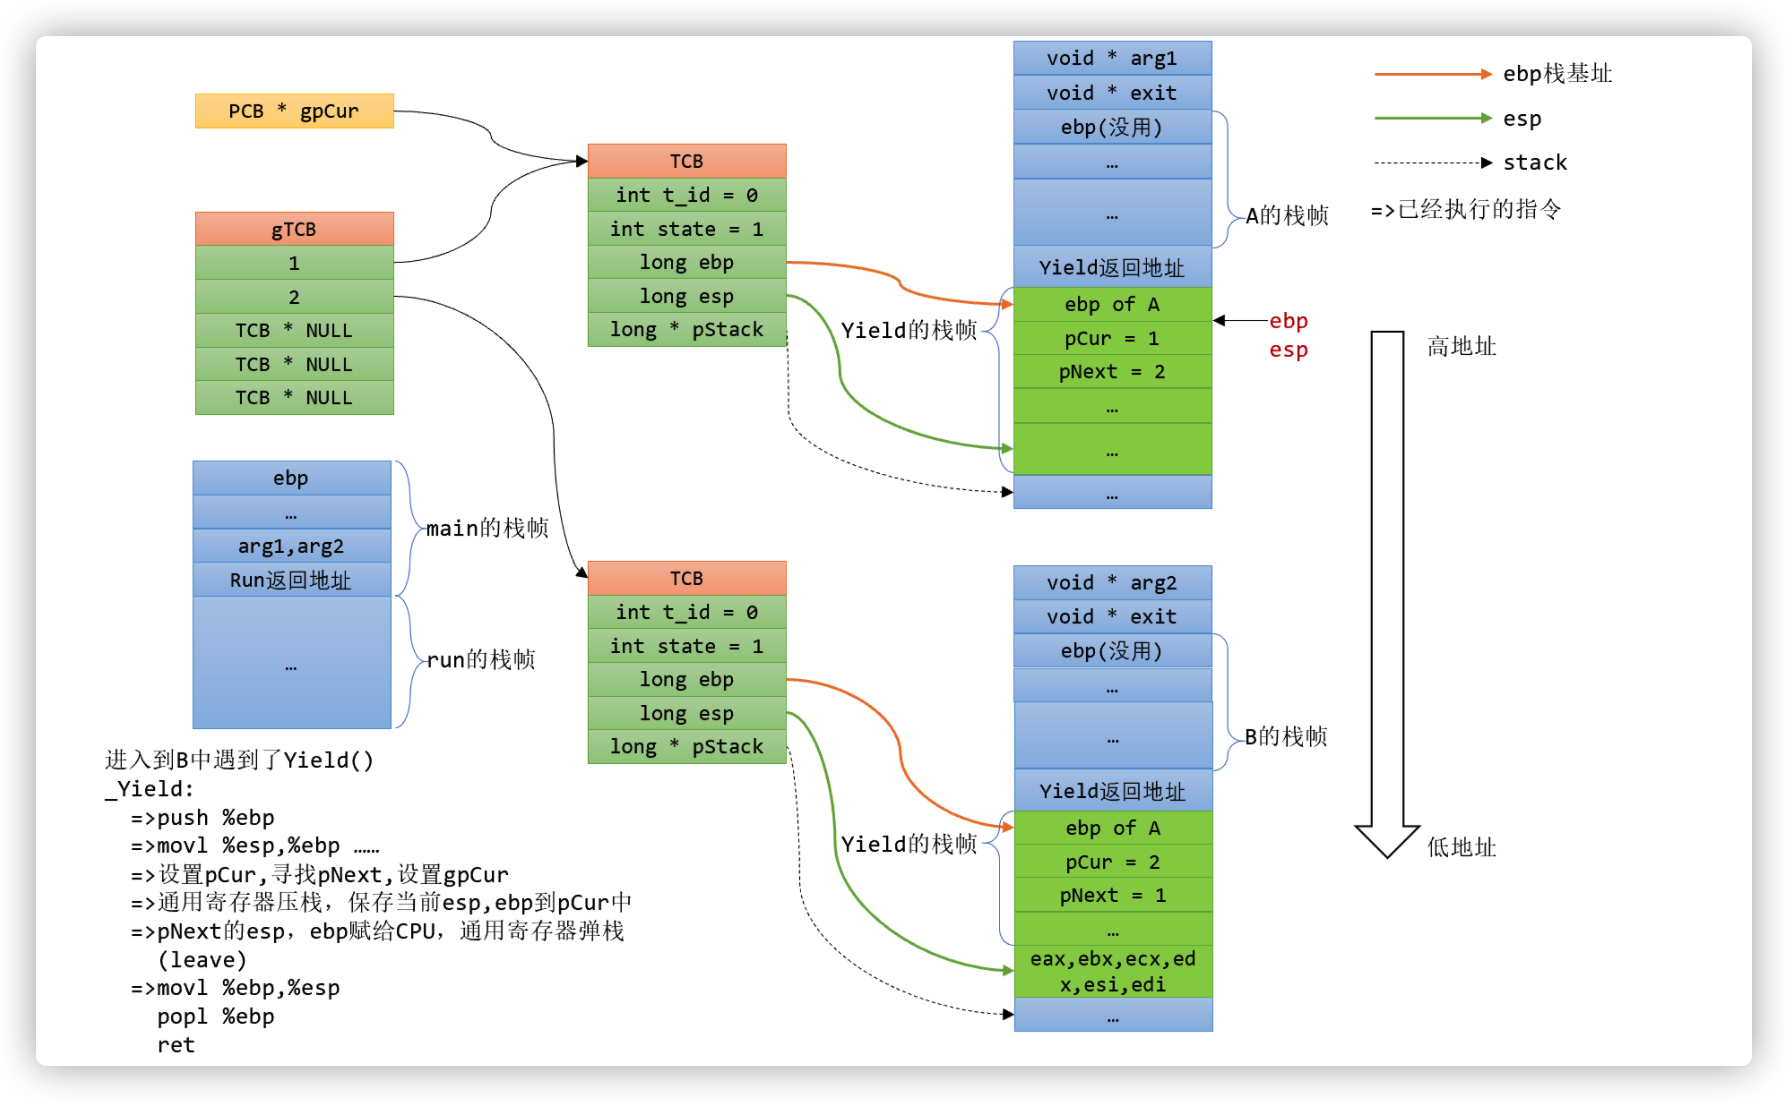 PCB * gpCur
gTCB
1
2
TCB * NULL
TCB * NULL
TCB * NULL
ebp
…
arg1,arg2
Run返回地址
…
main的栈帧
run的栈帧
进入到B中遇到了Yield()
_Yield:
=>push %ebp
=>movl %esp,%ebp ……
=>设置pCur,寻找pNext,设置gpCur
=>通用寄存器压栈，保存当前esp,ebp到pCur中
=>pNext的esp，ebp赋给CPU，通用寄存器弹栈
(leave)
=>movl %ebp,%esp
popl %ebp
ret
TCB
int t_id = 0
int state = 1
long ebp
long esp
long * pStack
TCB
int t_id = 0
int state = 1
long ebp
long esp
long * pStack
void * arg1
void * exit
ebp(没用)
…
…
Yield返回地址
ebp of A
pCur = 1
pNext = 2
…
…
…
A的栈帧
Yield的栈帧
ebp
esp
void * arg2
void * exit
ebp(没用)
…
…
Yield返回地址
ebp of A
pCur = 2
pNext = 1
…
eax,ebx,ecx,ed
x,esi,edi
…
B的栈帧
Yield的栈帧
ebp栈基址
esp
stack
=>已经执行的指令
高地址
低地址